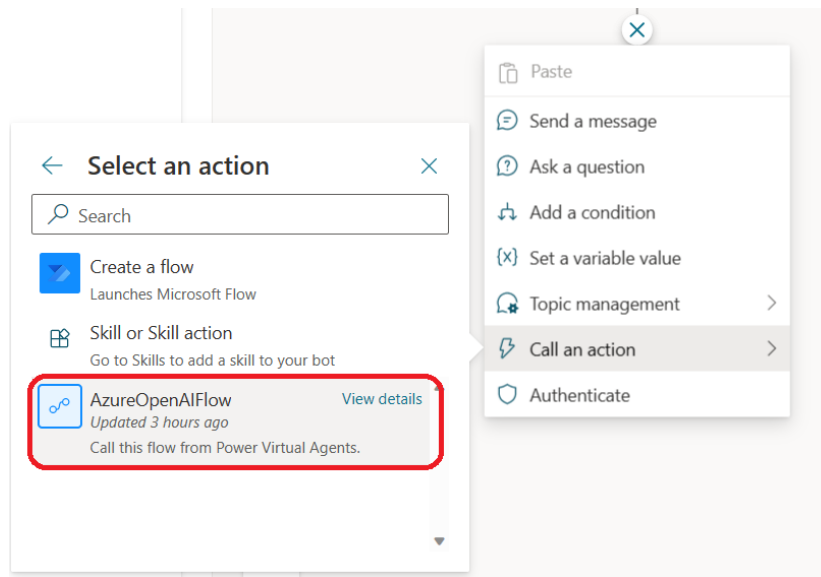 Paste
Send a message
Ask a question
Add a condition
{x} Set a variable value
Topic management
Call an action
Authenticate
Select an action
Search
Create a flow
Launches Microsoft Flow
Skill or Skill action
Go to Skills to add a skill to your bot
AzureOpenAIFlow View details
Updated 3 hours ago
Call this flow from Power Virtual Agents.